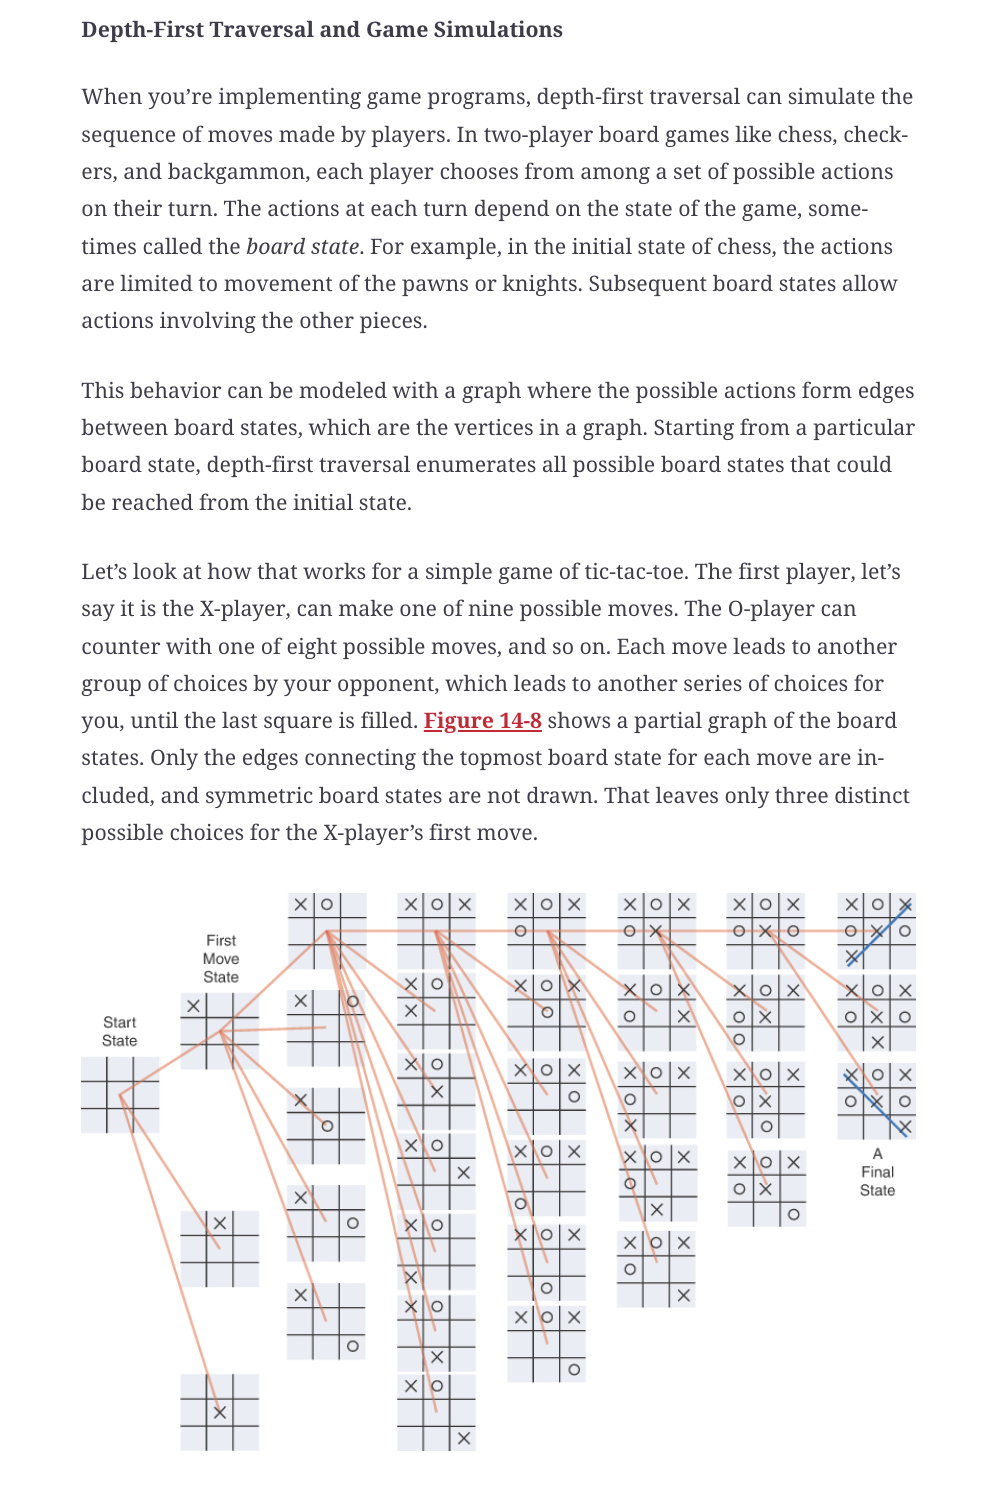 Depth-First Traversal and Game Simulations
When you’re implementing game programs, depth-first traversal can simulate the
sequence of moves made by players. In two-player board games like chess, check-
ers, and backgammon, each player chooses from among a set of possible actions
on their turn. The actions at each turn depend on the state of the game, some-
times called the board state. For example, in the initial state of chess, the actions
are limited to movement of the pawns or knights. Subsequent board states allow
actions involving the other pieces.
This behavior can be modeled with a graph where the possible actions form edges
between board states, which are the vertices in a graph. Starting from a particular
board state, depth-first traversal enumerates all possible board states that could
be reached from the initial state.
Let’s look at how that works for a simple game of tic-tac-toe. The first player, let’s
say it is the X-player, can make one of nine possible moves. The O-player can
counter with one of eight possible moves, and so on. Each move leads to another
group of choices by your opponent, which leads to another series of choices for
you, until the last square is filled. Figure 14-8 shows a partial graph of the board
states. Only the edges connecting the topmost board state for each move are in-
cluded, and symmetric board states are not drawn. That leaves only three distinct
possible choices for the X-player’s first move.
First
Move
State
Start
State
A
Final
State